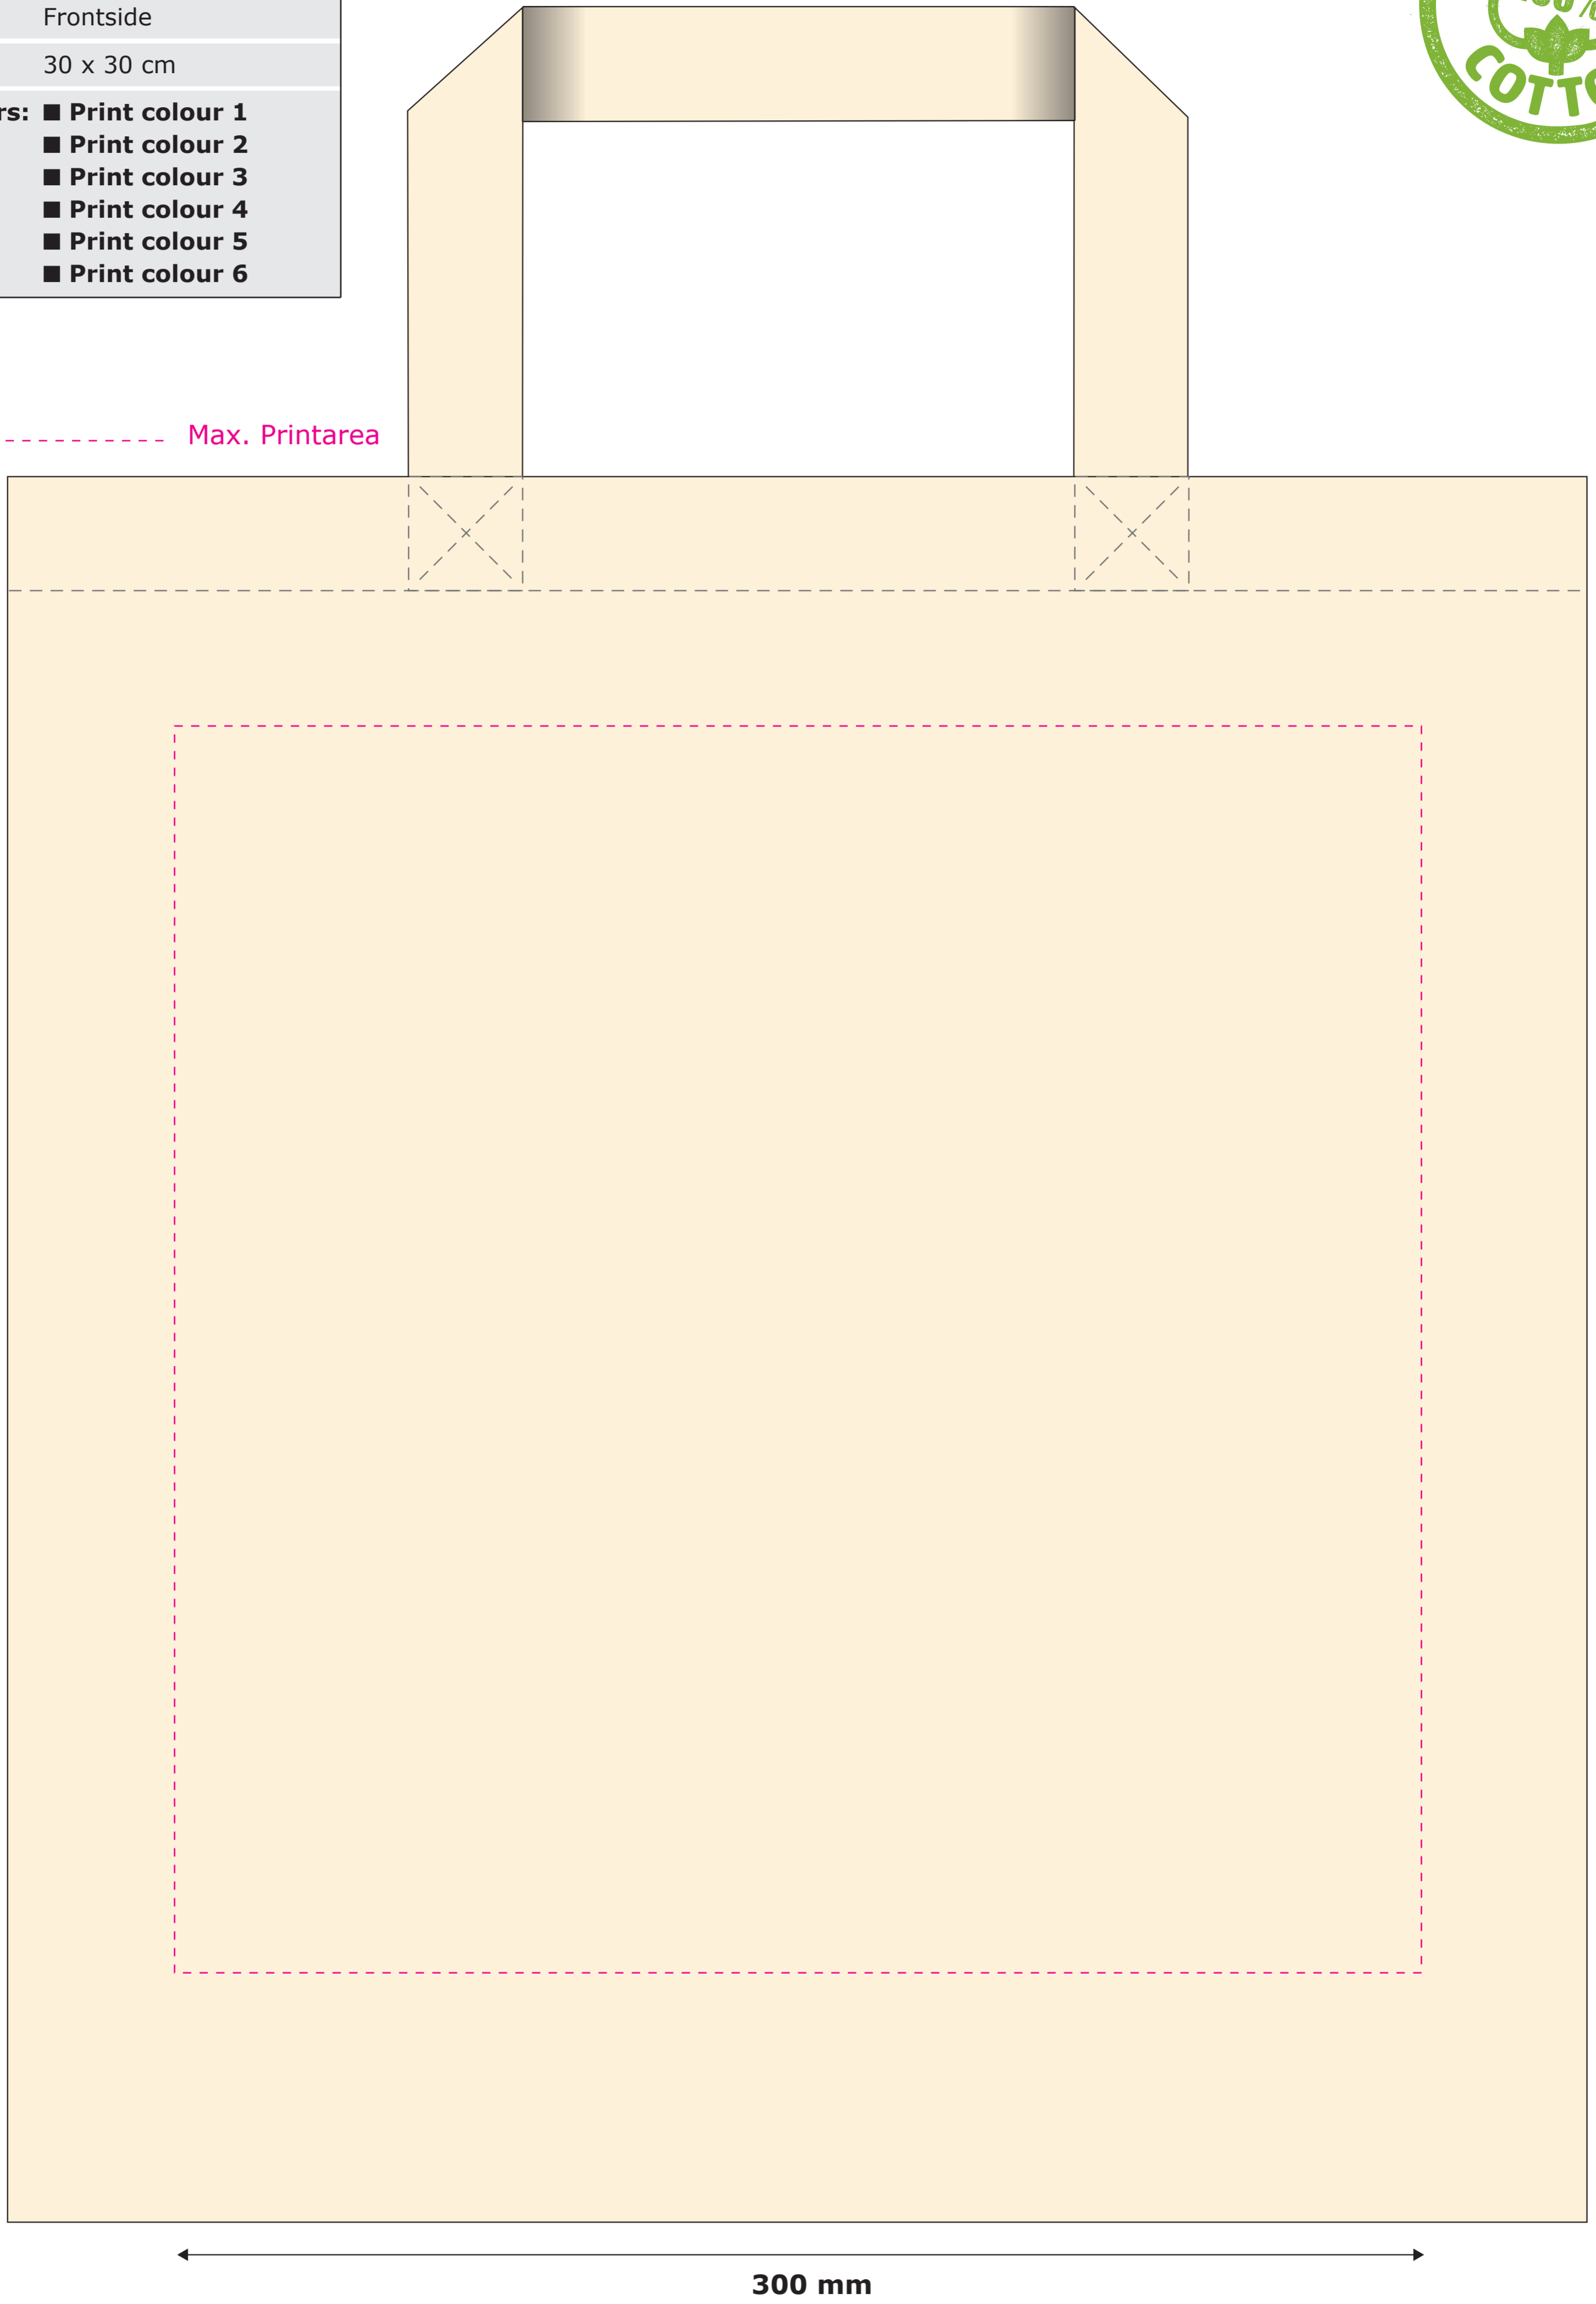 Frontside
30 x 30 cm
rs: ■ Print colour 1
■ Print colour 2
■ Print colour 3
■ Print colour 4
■ Print colour 5
■ Print colour 6
Max. Printarea
300 mm